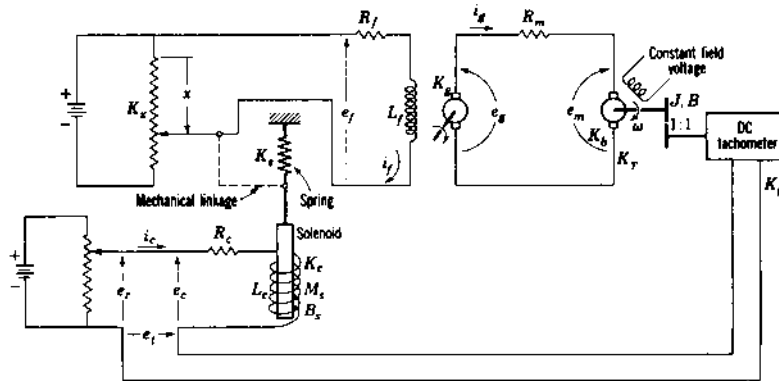 R_f
i_g
R_m
Constant field
voltage
+
-
K_x
x
e_f
L_f
i_f
K_g
e_g
e_m
K_b
K_T
ω
J, B
1:1
DC
tachometer
K_s
Spring
Mechanical linkage
Solenoid
+
-
i_c
R_c
e_r
e_c
e_t
L_c
K_c
M_s
B_s